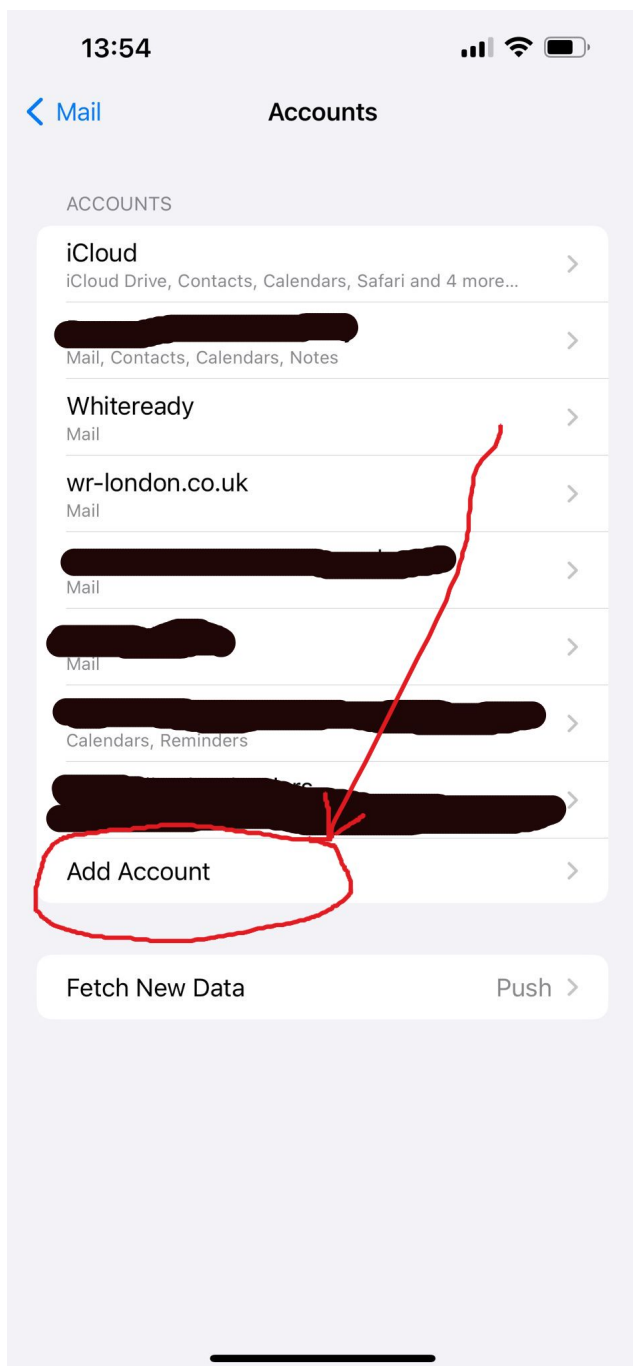 13:54
Mail
Accounts
ACCOUNTS
iCloud
iCloud Drive, Contacts, Calendars, Safari and 4 more...
Mail, Contacts, Calendars, Notes
Whiteready
Mail
wr-london.co.uk
Mail
Mail
Mail
Calendars, Reminders
Add Account
Fetch New Data
Push